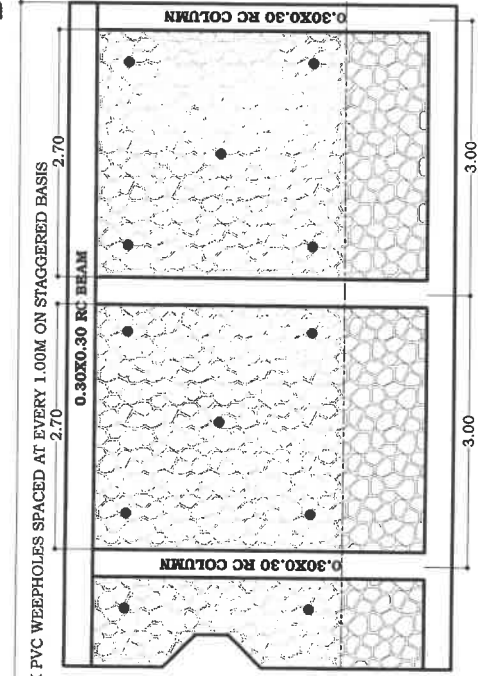 0.30X0.30 RC COLUMN
PVC WEEPHOLES SPACED AT EVERY 1.00M ON STAGGERED BASIS
2.70
3.00
0.30X0.30 RC BEAM
2.70
3.00
0.30X0.30 RC COLUMN